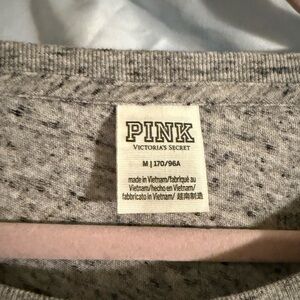 PINK
VICTORIA'S SECRET
M | 170/96A
made in Vietnam/fabriqué au
Vietnam/hecho en Vietnam/
fabbricato in Vietnam/ 越南制造